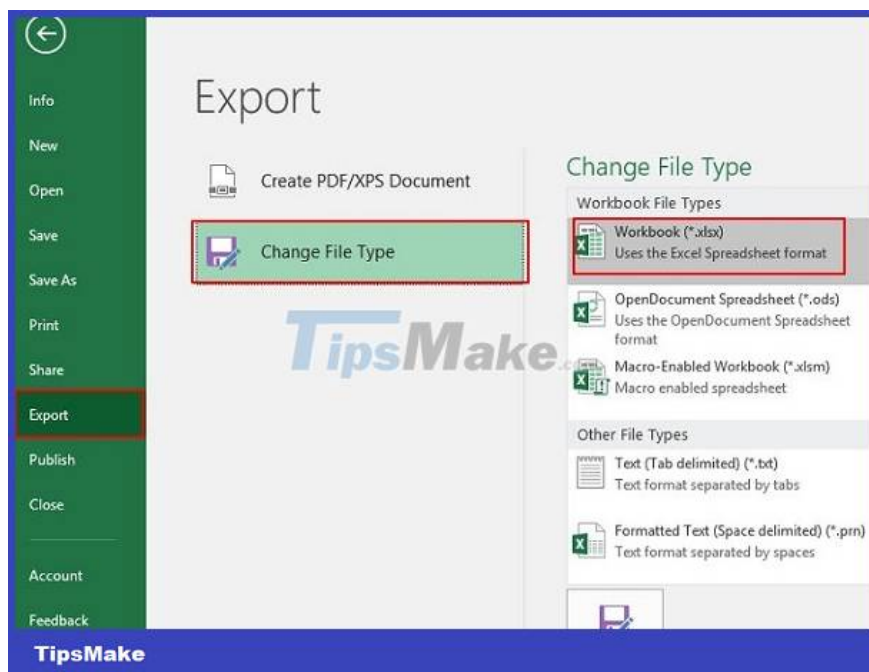 Info
New
Open
Save
Save As
Print
Share
Export
Publish
Close
Account
Feedback
Export
Create PDF/XPS Document
Change File Type
Change File Type
Workbook File Types
Workbook (*.xlsx)
Uses the Excel Spreadsheet format
OpenDocument Spreadsheet (*.ods)
Uses the OpenDocument Spreadsheet
format
Macro-Enabled Workbook (*.xlsm)
Macro enabled spreadsheet
Other File Types
Text (Tab delimited) (*.txt)
Text format separated by tabs
Formatted Text (Space delimited) (*.prn)
Text format separated by spaces
TipsMake
TipsMake